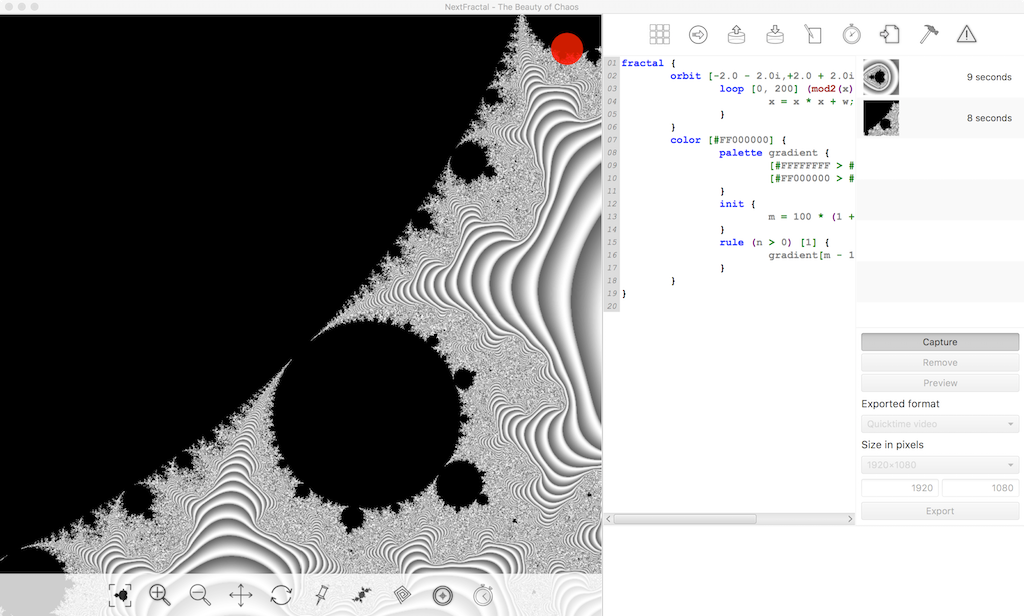 NextFractal - The Beauty of Chaos
01 fractal {
02 orbit [-2.0 - 2.0i,+2.0 + 2.0i
03 loop [0, 200] (mod2(x)
04 x = x * x + w;
05 }
06 }
07 color [#FF000000] {
08 palette gradient {
09 [#FFFFFFFF > #
10 [#FF000000 > #
11 }
12 init {
13 m = 100 * (1 +
14 }
15 rule (n > 0) [1] {
16 gradient[m - 1
17 }
18 }
19 }
20
9 seconds
8 seconds
Capture
Remove
Preview
Exported format
Quicktime video
Size in pixels
1920×1080
1920 1080
Export